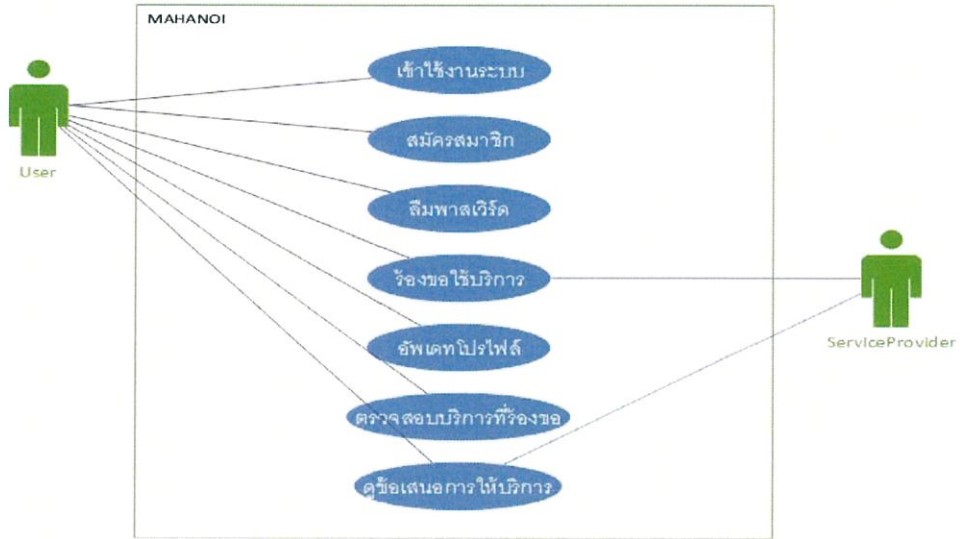 MAHANOI
เข้าใช้งานระบบ
สมัครสมาชิก
User
ลืมพาสเวิร์ด
ร้องขอใช้บริการ
อัพเดทโปรไฟล์
ServiceProvider
ตรวจสอบบริการที่ร้องขอ
ดูข้อเสนอการให้บริการ